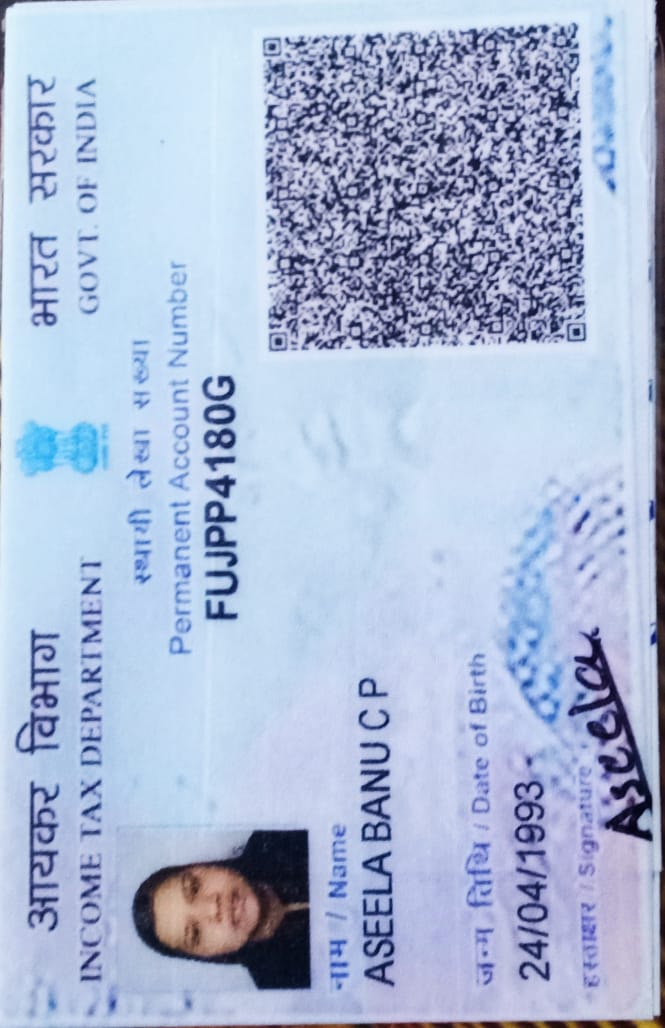 आयकर विभाग
INCOME TAX DEPARTMENT
भारत सरकार
GOVT. OF INDIA
स्थायी लेखा संख्या
Permanent Account Number
FUJPP4180G
नाम / Name
ASEELA BANU C P
जन्म तिथि / Date of Birth
24/04/1993
हस्ताक्षर / Signature
Aseela